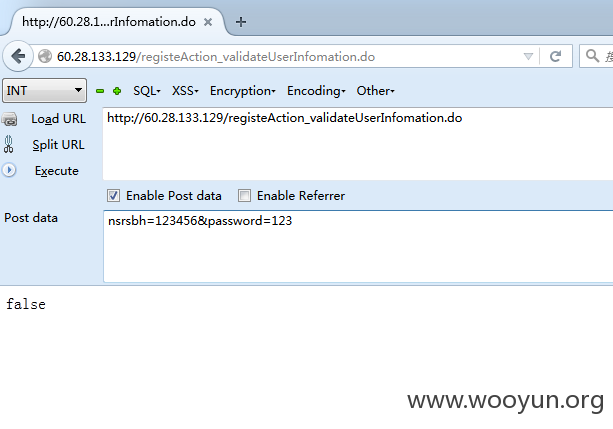 http://60.28.1...rInfomation.do
60.28.133.129/registeAction_validateUserInfomation.do
INT
SQL
XSS
Encryption
Encoding
Other
Load URL
http://60.28.133.129/registeAction_validateUserInfomation.do
Split URL
Execute
Enable Post data
Enable Referrer
Post data
nsrsbh=123456&password=123
false
www.wooyun.org